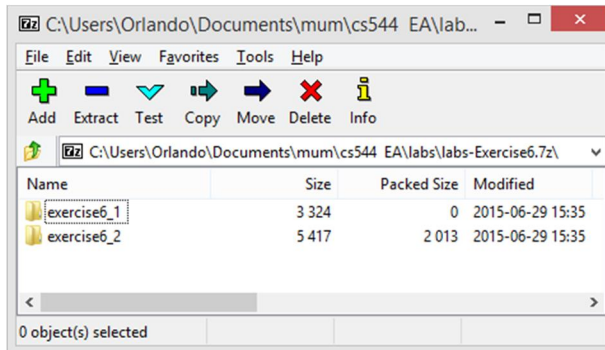 C:\Users\Orlando\Documents\mum\cs544 EA\lab...
File Edit View Favorites Tools Help
Add Extract Test Copy Move Delete Info
C:\Users\Orlando\Documents\mum\cs544 EA\labs\labs-Exercise6.7z\
Name Size Packed Size Modified
exercise6_1 3 324 0 2015-06-29 15:35
exercise6_2 5 417 2 013 2015-06-29 15:35
0 object(s) selected